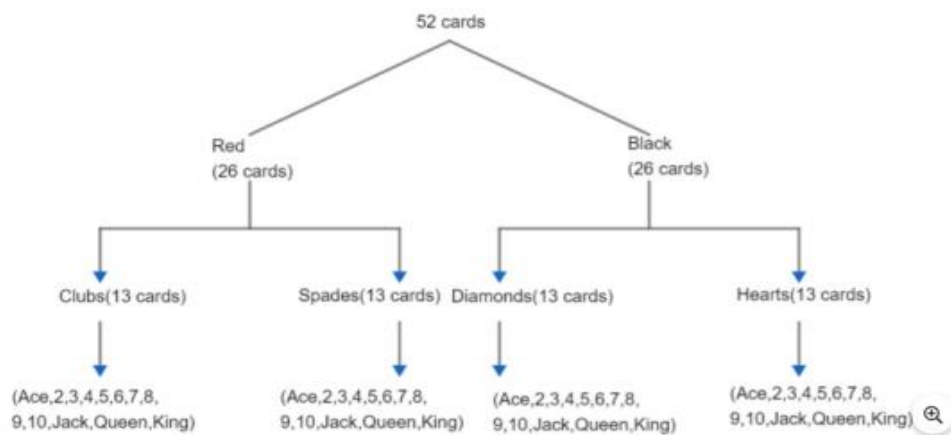 52 cards
Red
(26 cards)
Black
(26 cards)
Clubs(13 cards)
Spades(13 cards)
Diamonds(13 cards)
Hearts(13 cards)
(Ace,2,3,4,5,6,7,8,
9,10,Jack,Queen,King)
(Ace,2,3,4,5,6,7,8,
9,10,Jack,Queen,King)
(Ace,2,3,4,5,6,7,8,
9,10,Jack,Queen,King)
(Ace,2,3,4,5,6,7,8,
9,10,Jack,Queen,King)